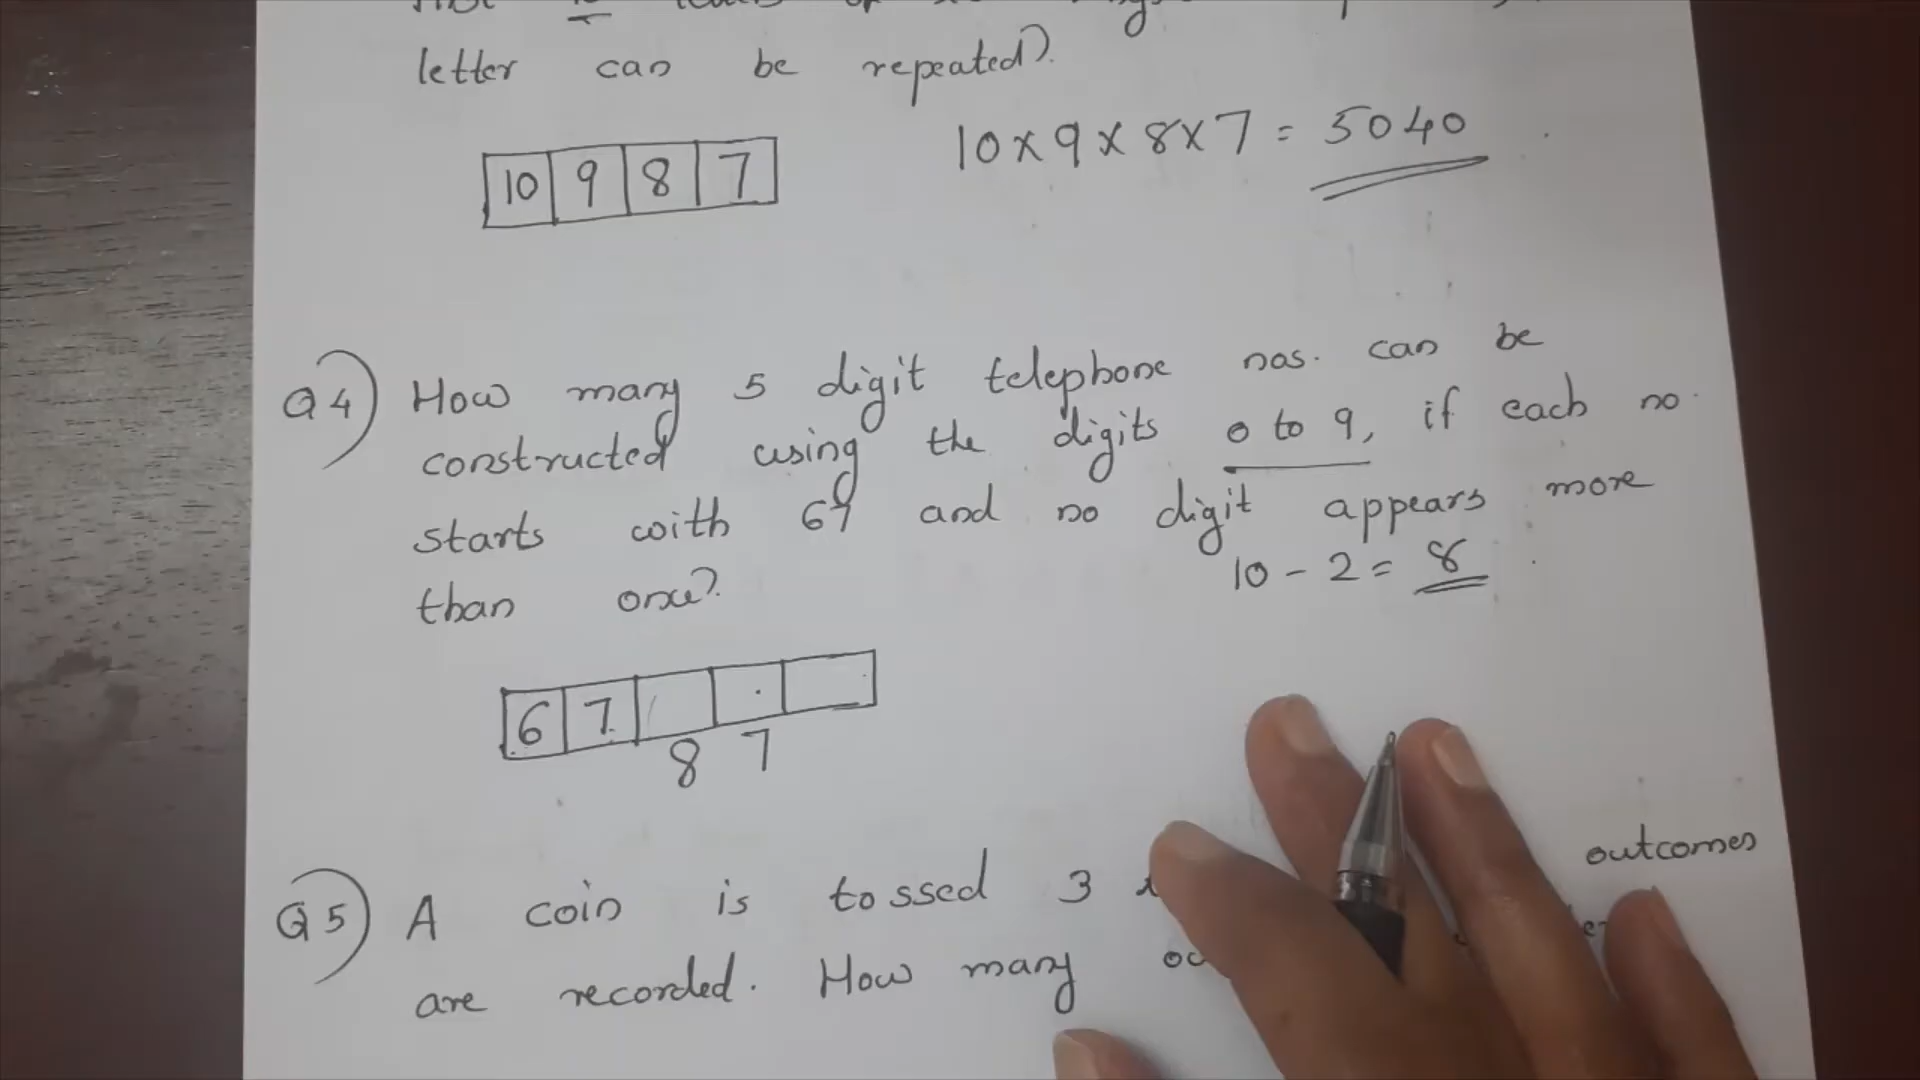 letter can be repeated?
10 9 8 7
10 x 9 x 8 x 7 = 5040
Q4) How many 5 digit telephone nos. can be
constructed using the digits 0 to 9, if each no.
starts with 67 and no digit appears more
than once?
10 - 2 = 8
6 7
8 7
Q5) A coin is tossed 3 outcomes
are recorded. How many